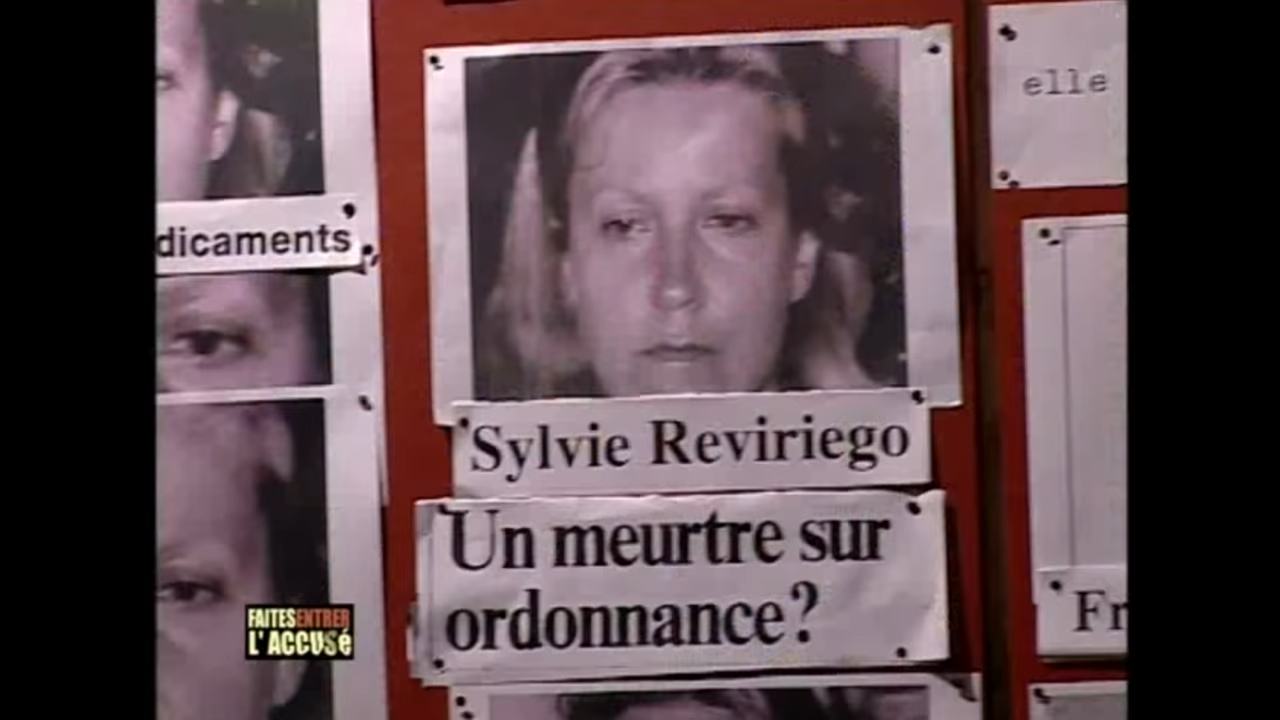 elle
dicaments
Sylvie Reviriego
Un meurtre sur
ordonnance?
Fr
FAITES ENTRER
L'ACCUSé